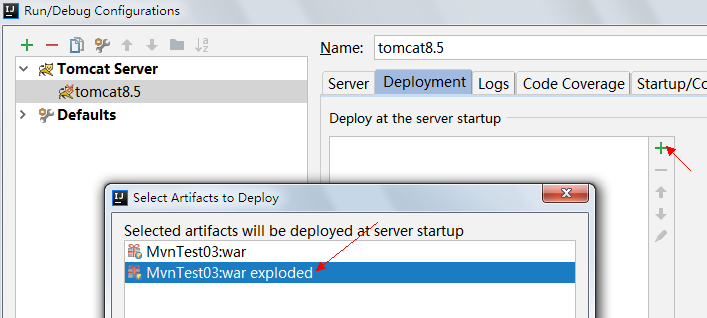 Run/Debug Configurations
Name: tomcat8.5
Tomcat Server
tomcat8.5
Defaults
Server Deployment Logs Code Coverage Startup/Co
Deploy at the server startup
Select Artifacts to Deploy
Selected artifacts will be deployed at server startup
MvnTest03:war
MvnTest03:war exploded